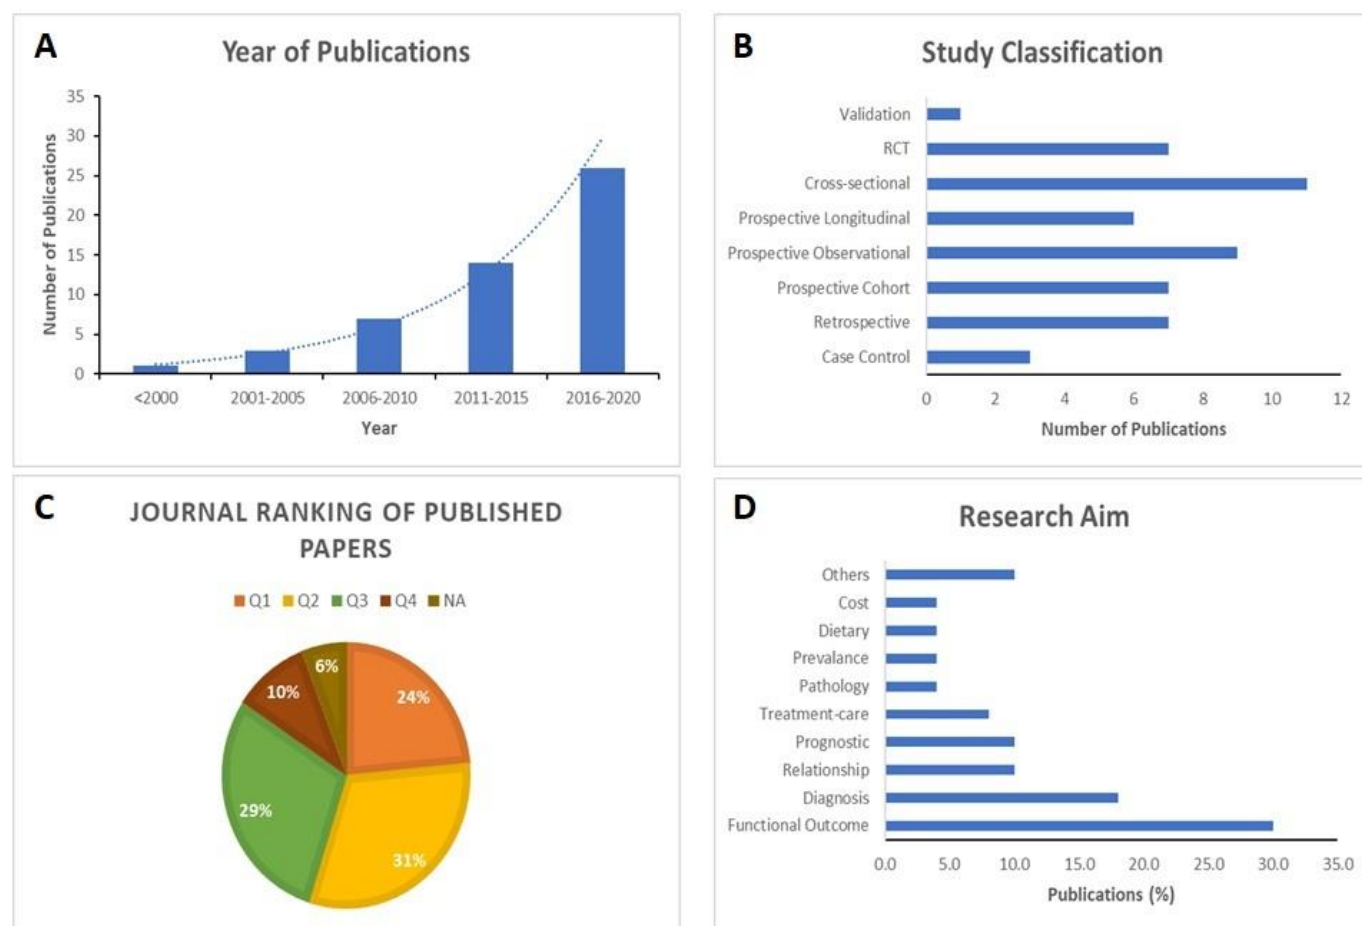 A
Year of Publications
Number of Publications
35
30
25
20
15
10
5
0
<2000 2001-2005 2006-2010 2011-2015 2016-2020
Year
B
Study Classification
Validation
RCT
Cross-sectional
Prospective Longitudinal
Prospective Observational
Prospective Cohort
Retrospective
Case Control
0 2 4 6 8 10 12
Number of Publications
C
JOURNAL RANKING OF PUBLISHED
PAPERS
Q1 Q2 Q3 Q4 NA
6%
24%
10%
29%
31%
D
Research Aim
Others
Cost
Dietary
Prevalance
Pathology
Treatment-care
Prognostic
Relationship
Diagnosis
Functional Outcome
0.0 5.0 10.0 15.0 20.0 25.0 30.0 35.0
Publications (%)